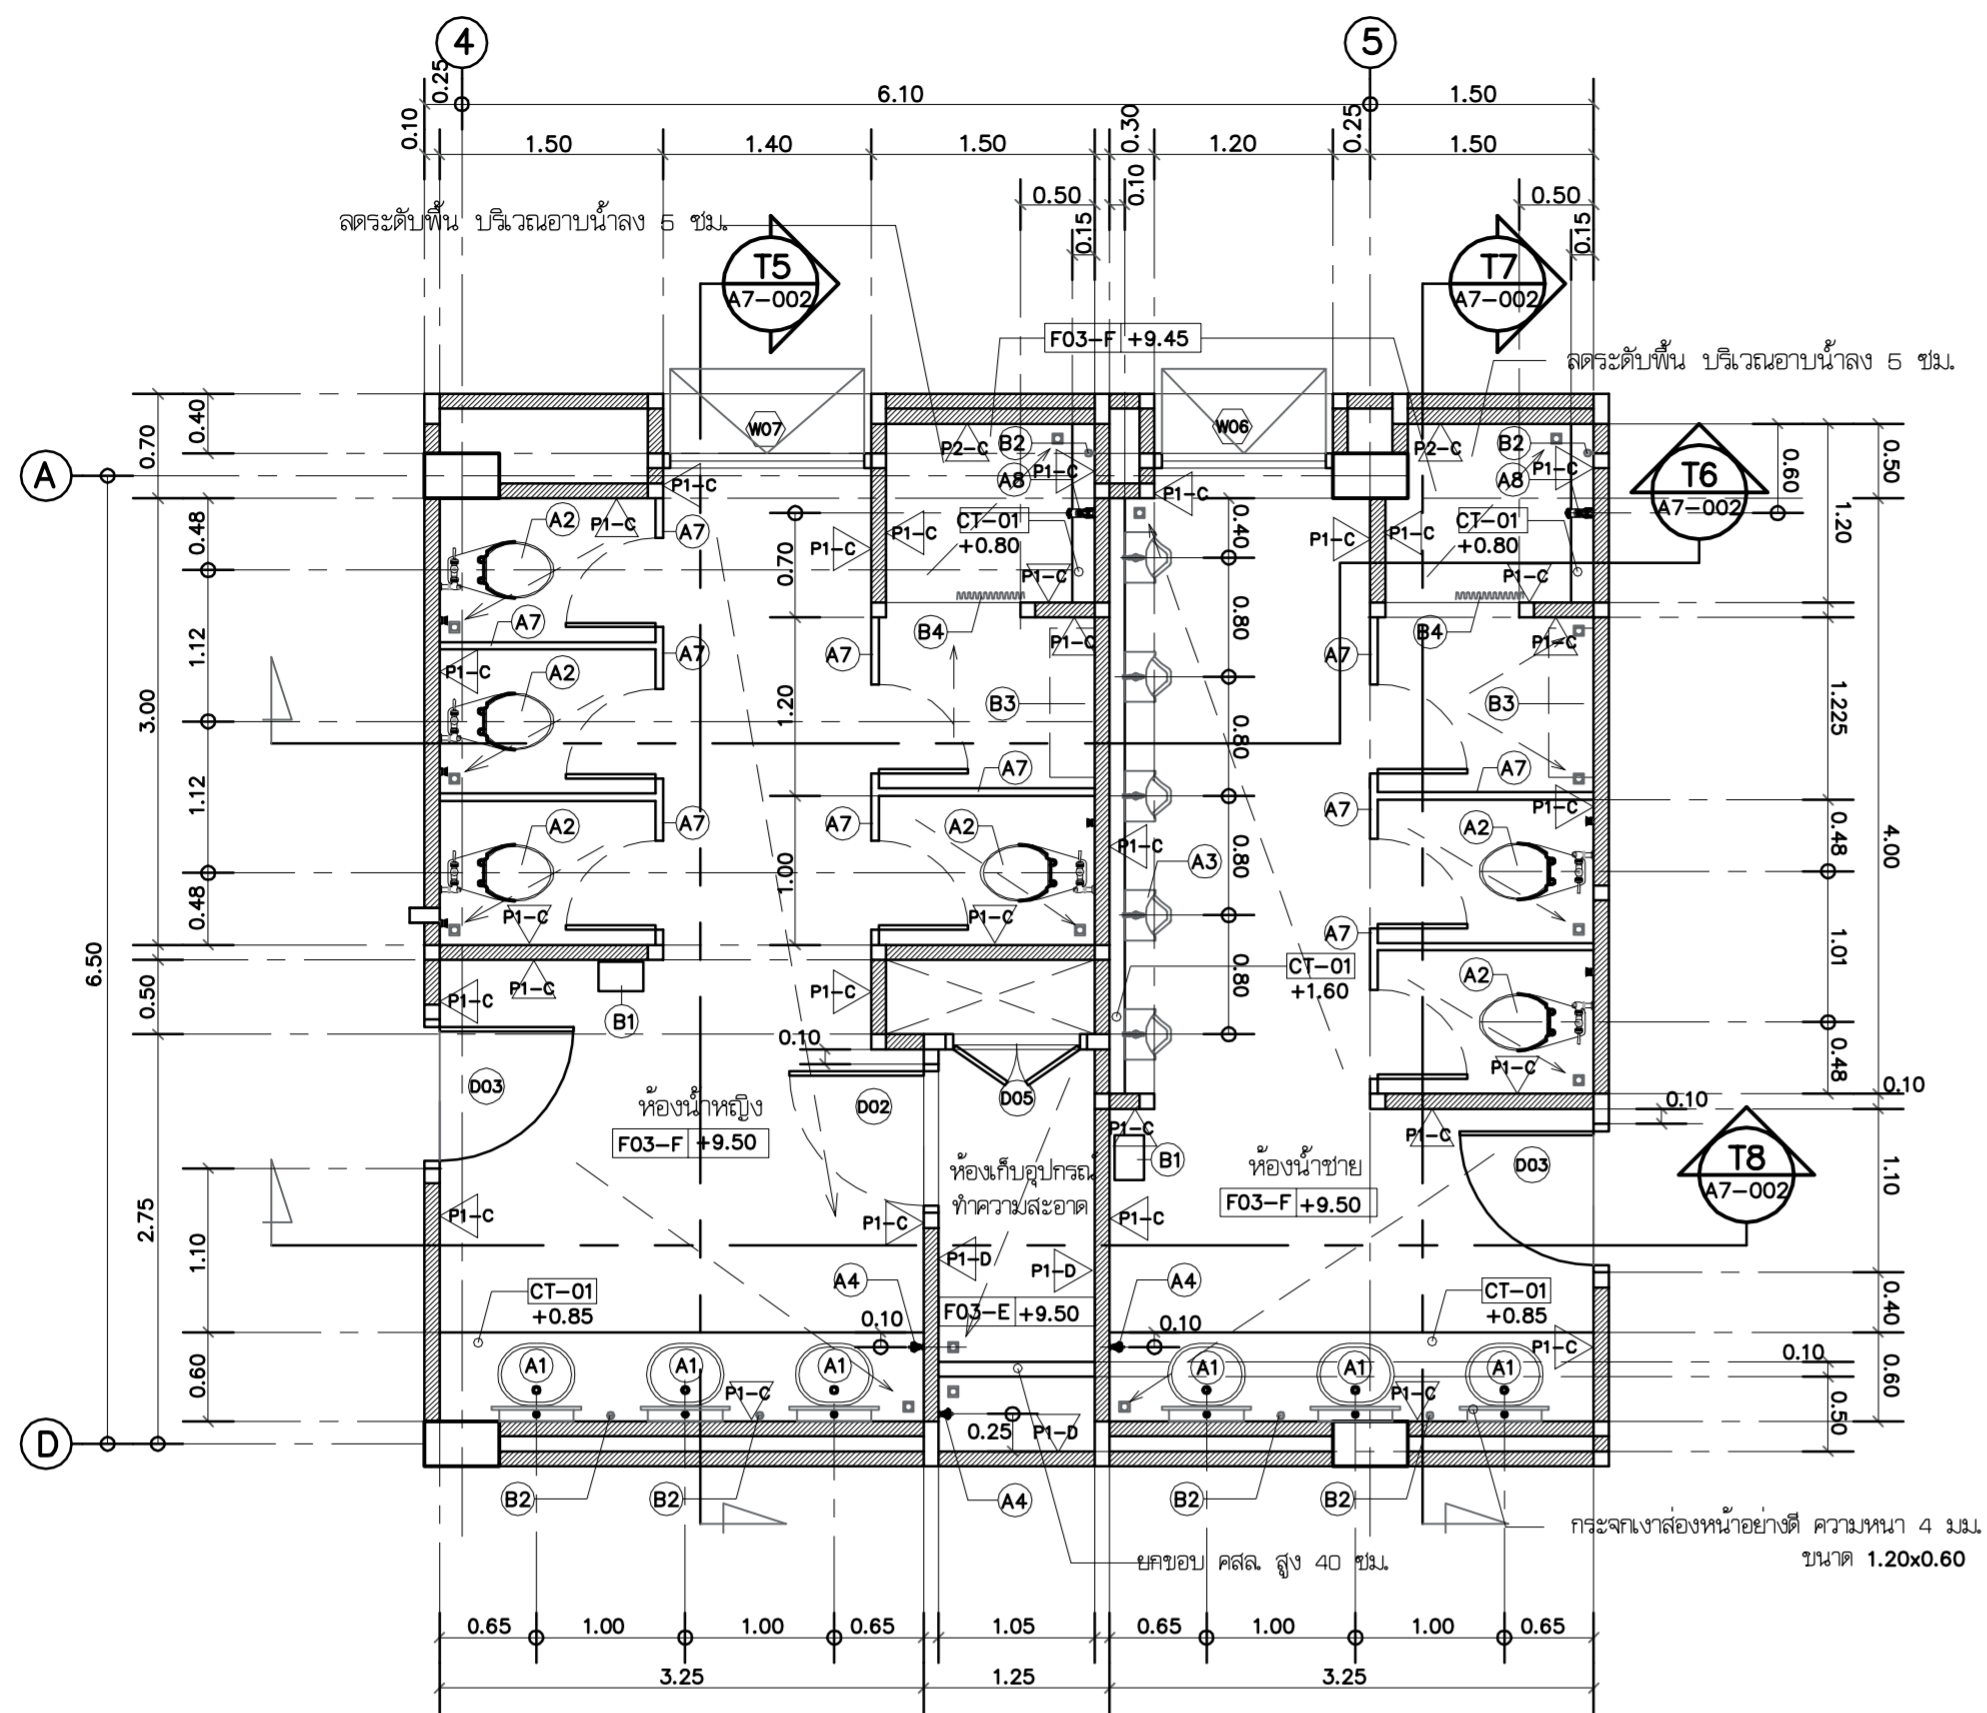 4
5
0.25
6.10
1.50
0.10
1.50
1.40
1.50
0.30
1.20
0.25
1.50
0.10
0.50
0.50
0.15
0.15
ลดระดับพื้น บริเวณอาบน้ำลง 5 ซม.
T5
A7-002
T7
A7-002
F03-F +9.45
ลดระดับพื้น บริเวณอาบน้ำลง 5 ซม.
0.40
0.70
W07
W06
P2-C
B2
P1-C
A8
P2-C
B2
P1-C
A8
T6
A7-002
0.60
0.50
A
P1-C
P1-C
1.20
0.48
A2
P1-C
A7
P1-C
P1-C
CT-01
+0.80
0.40
P1-C
P1-C
CT-01
+0.80
0.70
P1-C
P1-C
1.12
A7
A7
A7
B4
P1-C
0.80
A7
B4
P1-C
P1-C
A2
3.00
1.20
B3
B3
1.225
0.80
1.12
A7
A7
A7
A7
A7
A7
P1-C
A2
A2
P1-C
A2
0.48
4.00
1.00
A3
0.80
0.48
P1-C
P1-C
A7
1.01
6.50
0.50
P1-C
P1-C
P1-C
0.80
CT-01
+1.60
A2
B1
0.10
P1-C
0.48
D03
ห้องน้ำหญิง
F03-F +9.50
D02
D05
0.10
0.10
P1-C
B1
P1-C
ห้องน้ำชาย
F03-F +9.50
D03
T8
A7-002
1.10
ห้องเก็บอุปกรณ์
ทำความสะอาด
2.75
P1-C
P1-C
P1-C
1.10
P1-D
P1-D
CT-01
+0.85
A4
A4
F03-E +9.50
CT-01
+0.85
0.40
0.10
0.10
P1-C
0.10
0.60
A1
A1
A1
P1-C
A1
A1
A1
P1-C
0.60
0.50
D
0.25
P1-D
B2
B2
A4
B2
B2
กระจกเงาส่องหน้าอย่างดี ความหนา 4 มม.
ขนาด 1.20x0.60
ยกขอบ คสล. สูง 40 ซม.
0.65
1.00
1.00
0.65
1.05
0.65
1.00
1.00
0.65
3.25
1.25
3.25